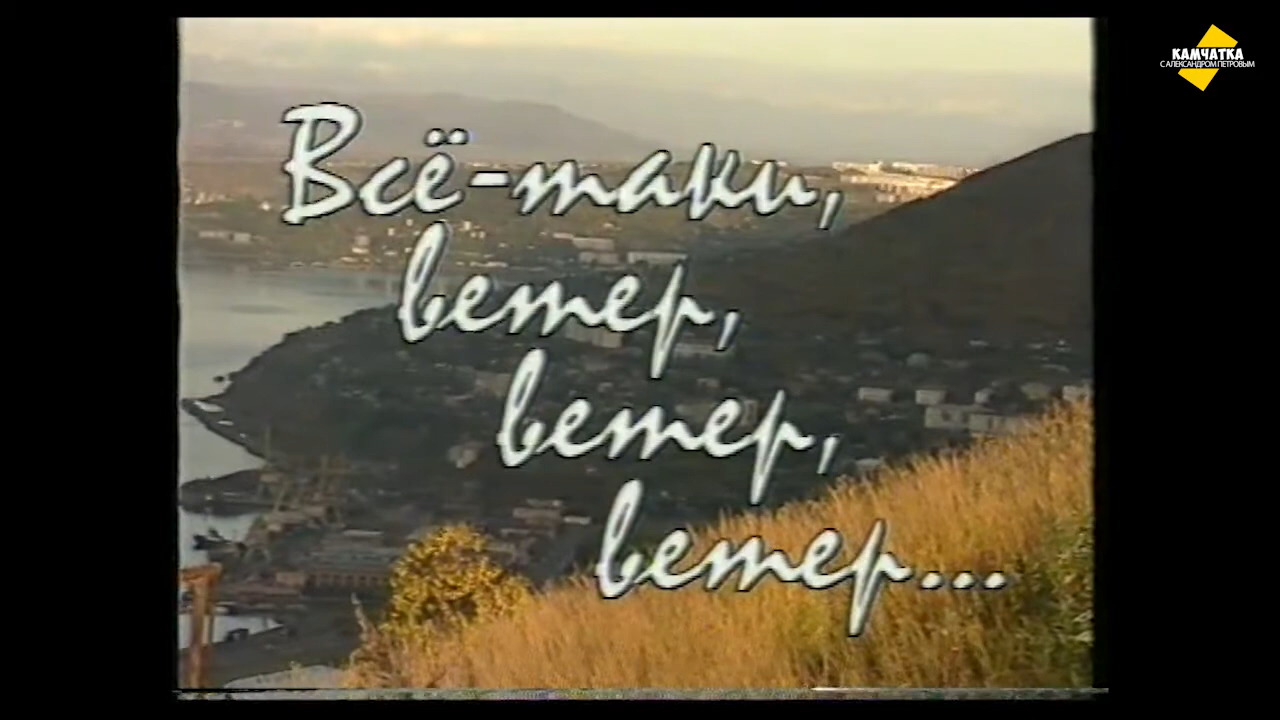 КАМЧАТКА
С АЛЕКСАНДРОМ ПЕТРОВЫМ
Всё-таки,
ветер,
ветер,
ветер...